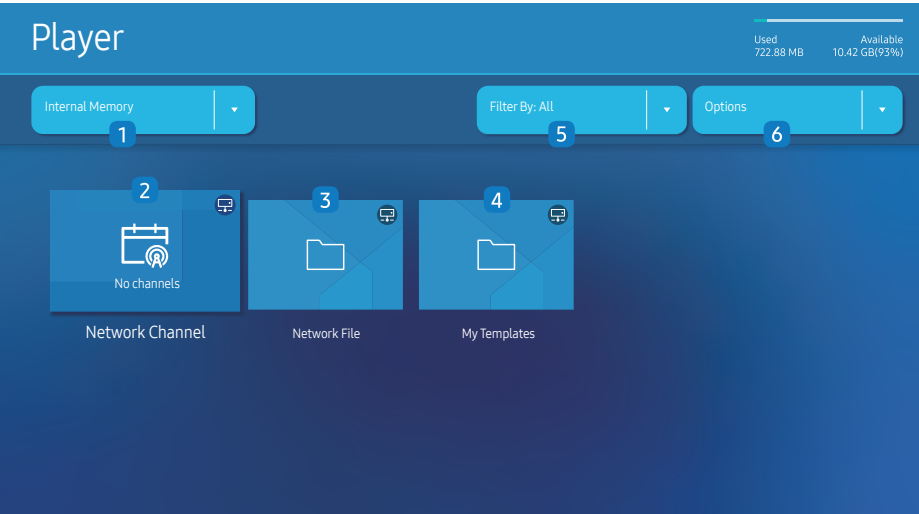 Player
Used Available
722.88 MB 10.42 GB(93%)
Internal Memory
Filter By: All
Options
1
5
6
2
3
4
No channels
Network Channel
Network File
My Templates